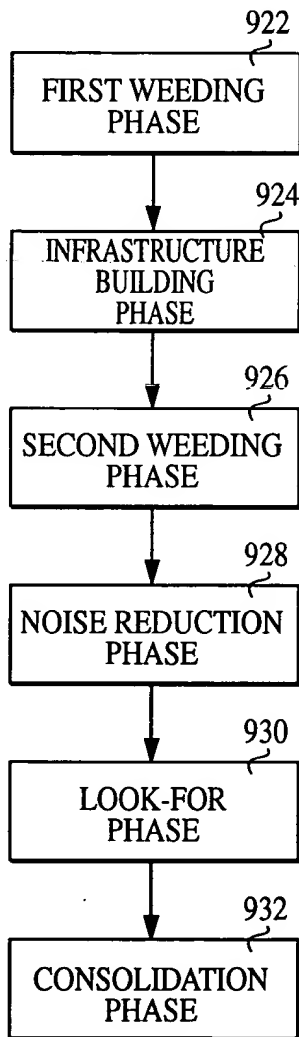 922
FIRST WEEDING
PHASE
924
INFRASTRUCTURE
BUILDING
PHASE
926
SECOND WEEDING
PHASE
928
NOISE REDUCTION
PHASE
930
LOOK-FOR
PHASE
932
CONSOLIDATION
PHASE